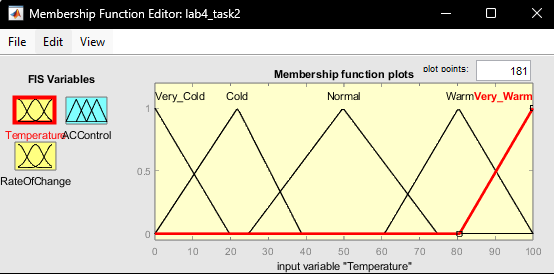 Membership Function Editor: lab4_task2
File Edit View
FIS Variables
Temperature ACControl
RateOfChange
Membership function plots
plot points: 181
Very_Cold Cold Normal Warm Very_Warm
1
0.5
0
0 10 20 30 40 50 60 70 80 90 100
input variable "Temperature"